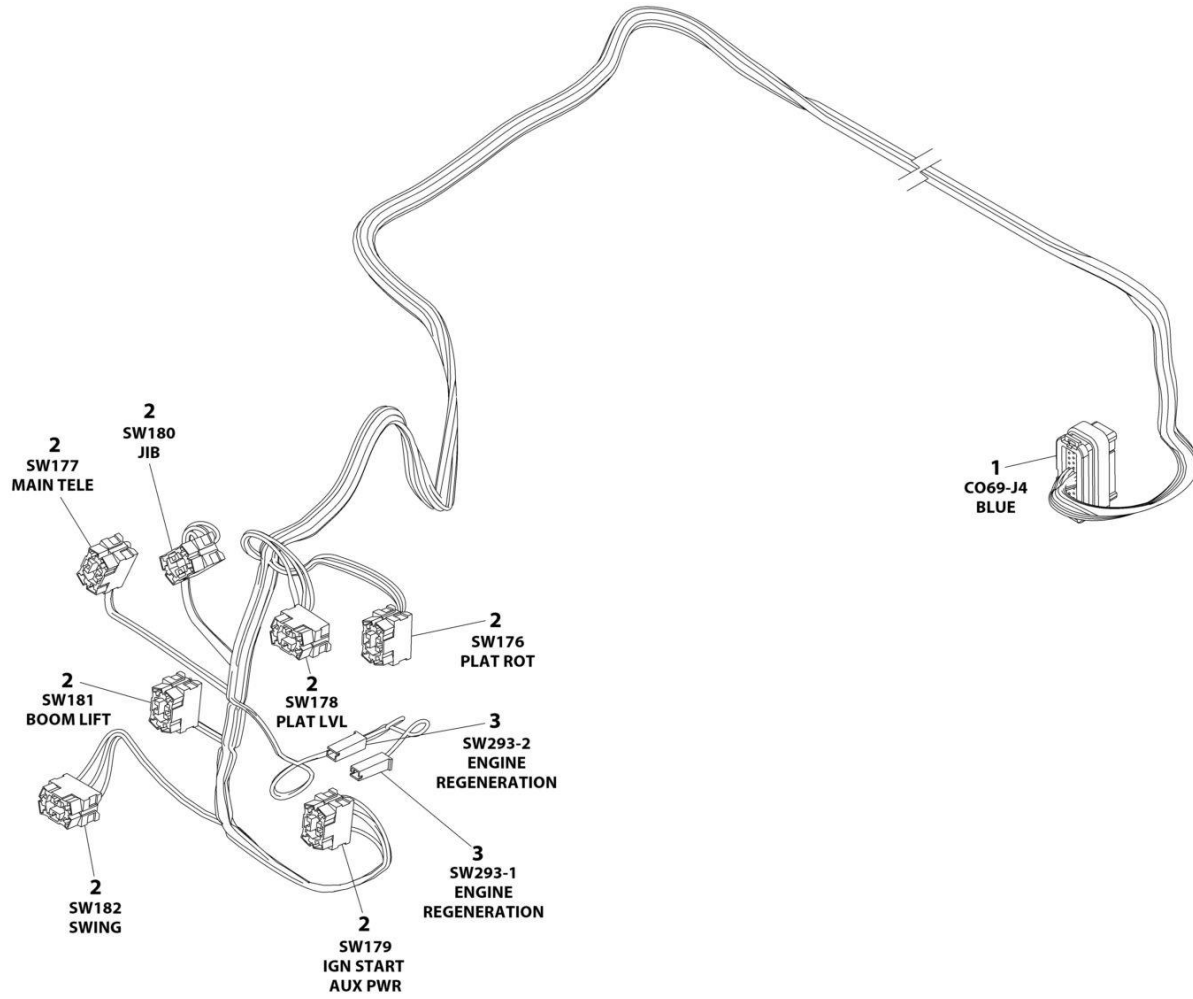 2
SW180
JIB
2
SW177
MAIN TELE
1
CO69-J4
BLUE
2
SW176
PLAT ROT
2
SW178
PLAT LVL
2
SW181
BOOM LIFT
3
SW293-2
ENGINE
REGENERATION
3
SW293-1
ENGINE
REGENERATION
2
SW182
SWING
2
SW179
IGN START
AUX PWR